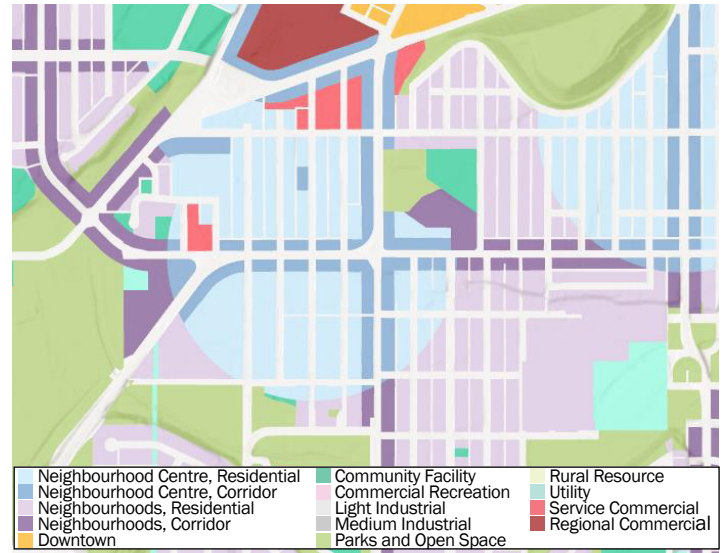 Neighbourhood Centre, Residential
Neighbourhood Centre, Corridor
Neighbourhoods, Residential
Neighbourhoods, Corridor
Downtown
Community Facility
Commercial Recreation
Light Industrial
Medium Industrial
Parks and Open Space
Rural Resource
Utility
Service Commercial
Regional Commercial